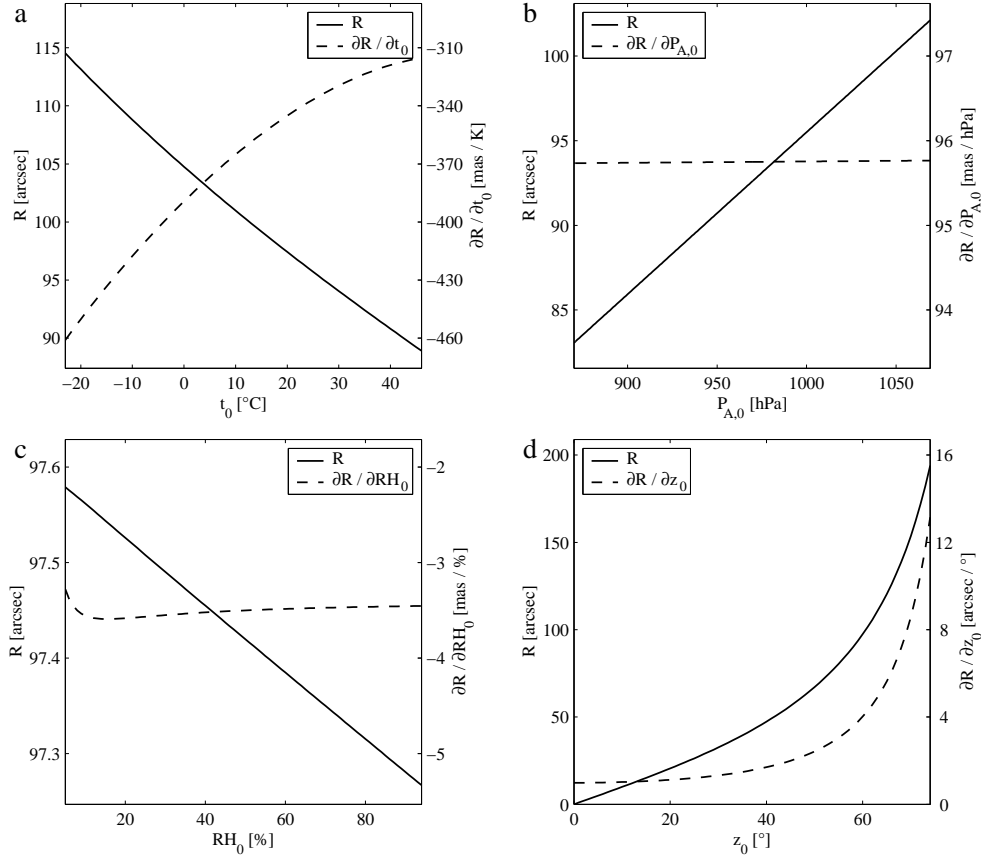 a
R
∂R / ∂t₀
115
110
105
100
95
90
R [arcsec]
−310
−340
−370
−400
−430
−460
∂R / ∂t₀ [mas / K]
−20 −10 0 10 20 30 40
t₀ [°C]
b
R
∂R / ∂P_A,0
100
95
90
85
R [arcsec]
97
96
95
94
∂R / ∂P_A,0 [mas / hPa]
900 950 1000 1050
P_A,0 [hPa]
c
R
∂R / ∂RH₀
97.6
97.5
97.4
97.3
R [arcsec]
−2
−3
−4
−5
∂R / ∂RH₀ [mas / %]
20 40 60 80
RH₀ [%]
d
R
∂R / ∂z₀
200
150
100
50
0
R [arcsec]
16
12
8
4
0
∂R / ∂z₀ [arcsec / °]
0 20 40 60
z₀ [°]